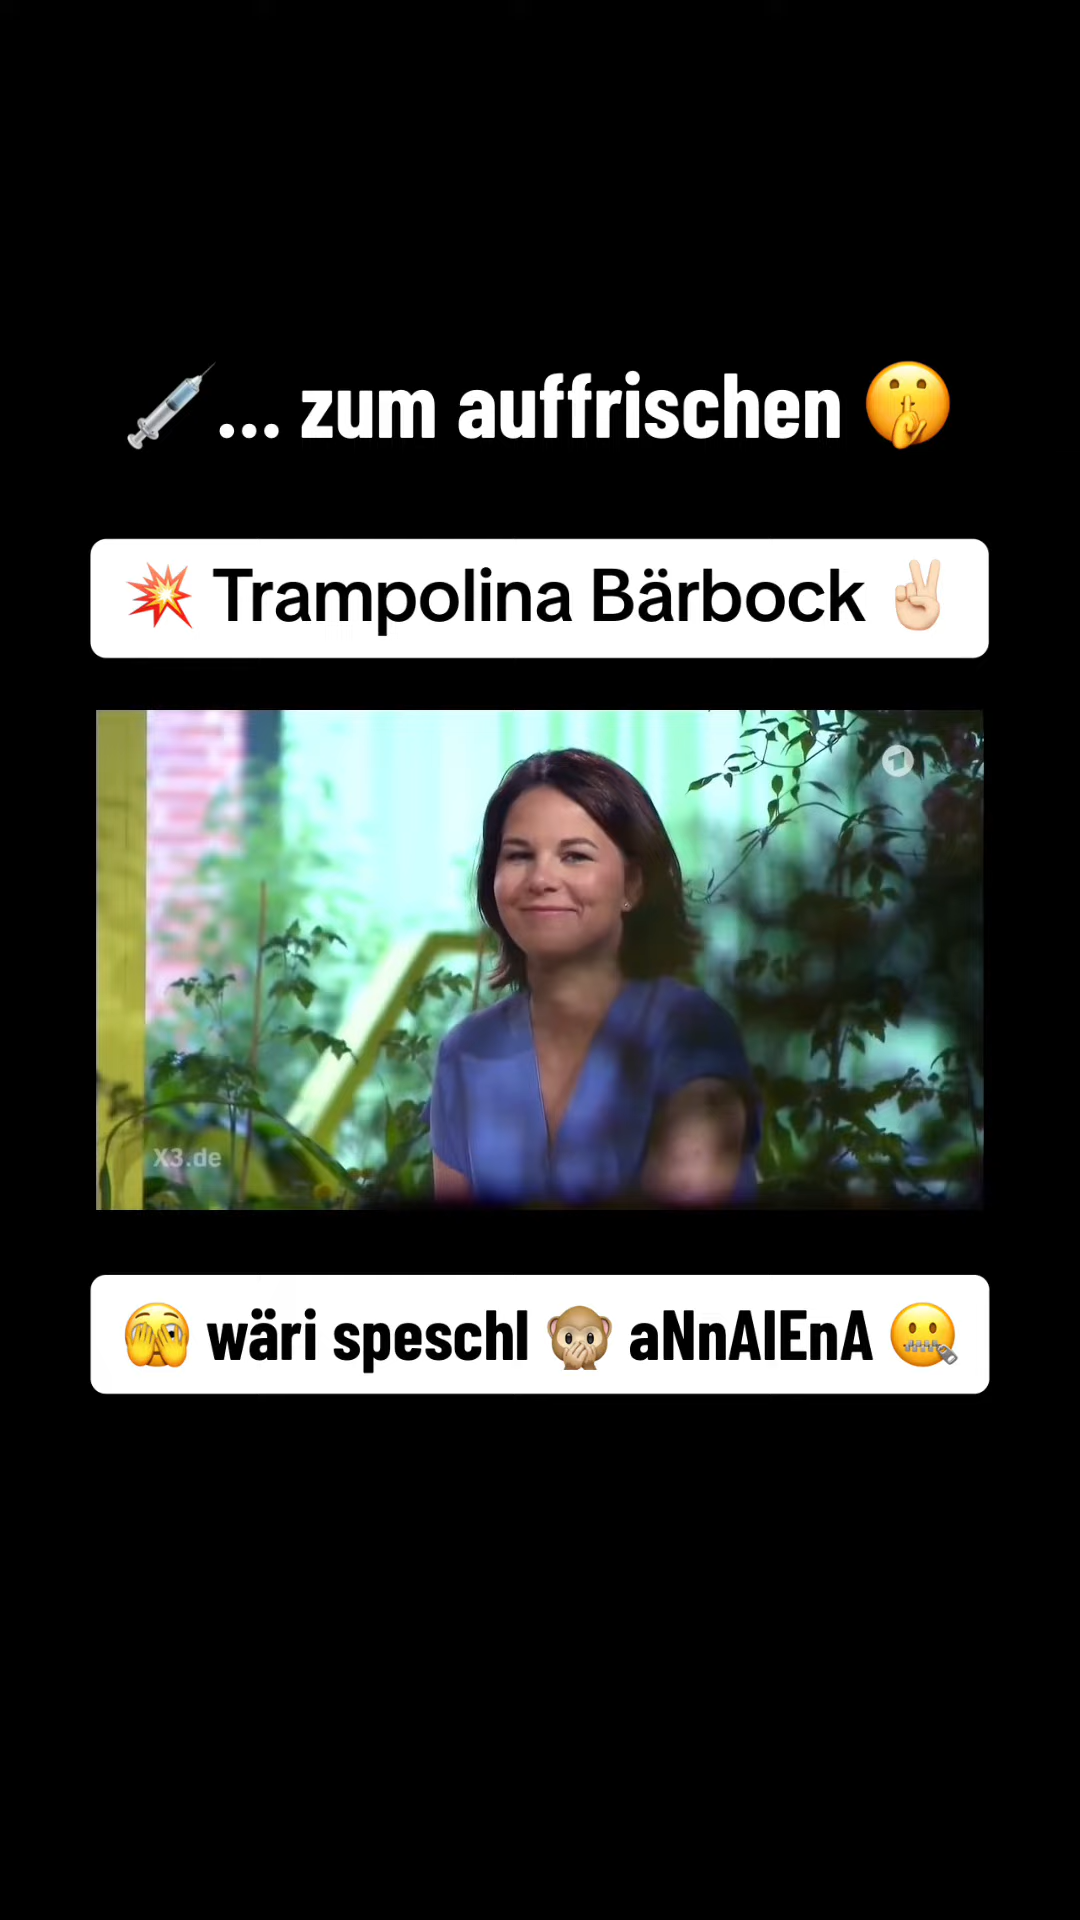 💉... zum auffrischen 🤫
💥 Trampolina Bärbock ✌🏻
X3.de
🫣 wäri speschl 🙊 aNnAlEnA 🤐